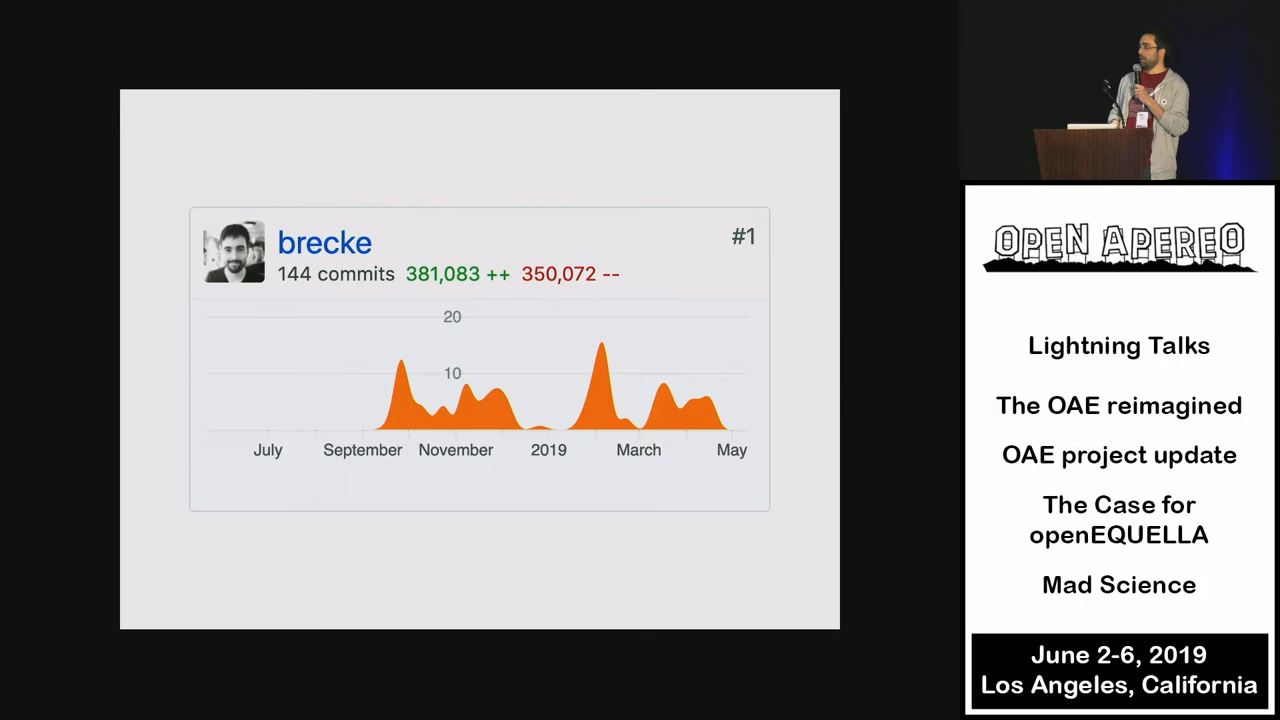 brecke
#1
144 commits 381,083 ++ 350,072 --
20
10
July September November 2019 March May
OPEN APEREO
Lightning Talks
The OAE reimagined
OAE project update
The Case for
openEQUELLA
Mad Science
June 2-6, 2019
Los Angeles, California